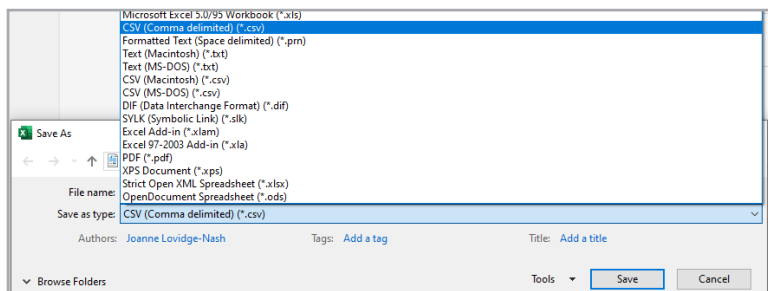 Microsoft Excel 5.0/95 Workbook (*.xls)
CSV (Comma delimited) (*.csv)
Formatted Text (Space delimited) (*.prn)
Text (Macintosh) (*.txt)
Text (MS-DOS) (*.txt)
CSV (Macintosh) (*.csv)
CSV (MS-DOS) (*.csv)
DIF (Data Interchange Format) (*.dif)
SYLK (Symbolic Link) (*.slk)
Excel Add-in (*.xlam)
Excel 97-2003 Add-in (*.xla)
PDF (*.pdf)
XPS Document (*.xps)
Strict Open XML Spreadsheet (*.xlsx)
OpenDocument Spreadsheet (*.ods)
Save As
File name:
Save as type: CSV (Comma delimited) (*.csv)
Authors: Joanne Lovidge-Nash Tags: Add a tag Title: Add a title
Browse Folders Tools Save Cancel